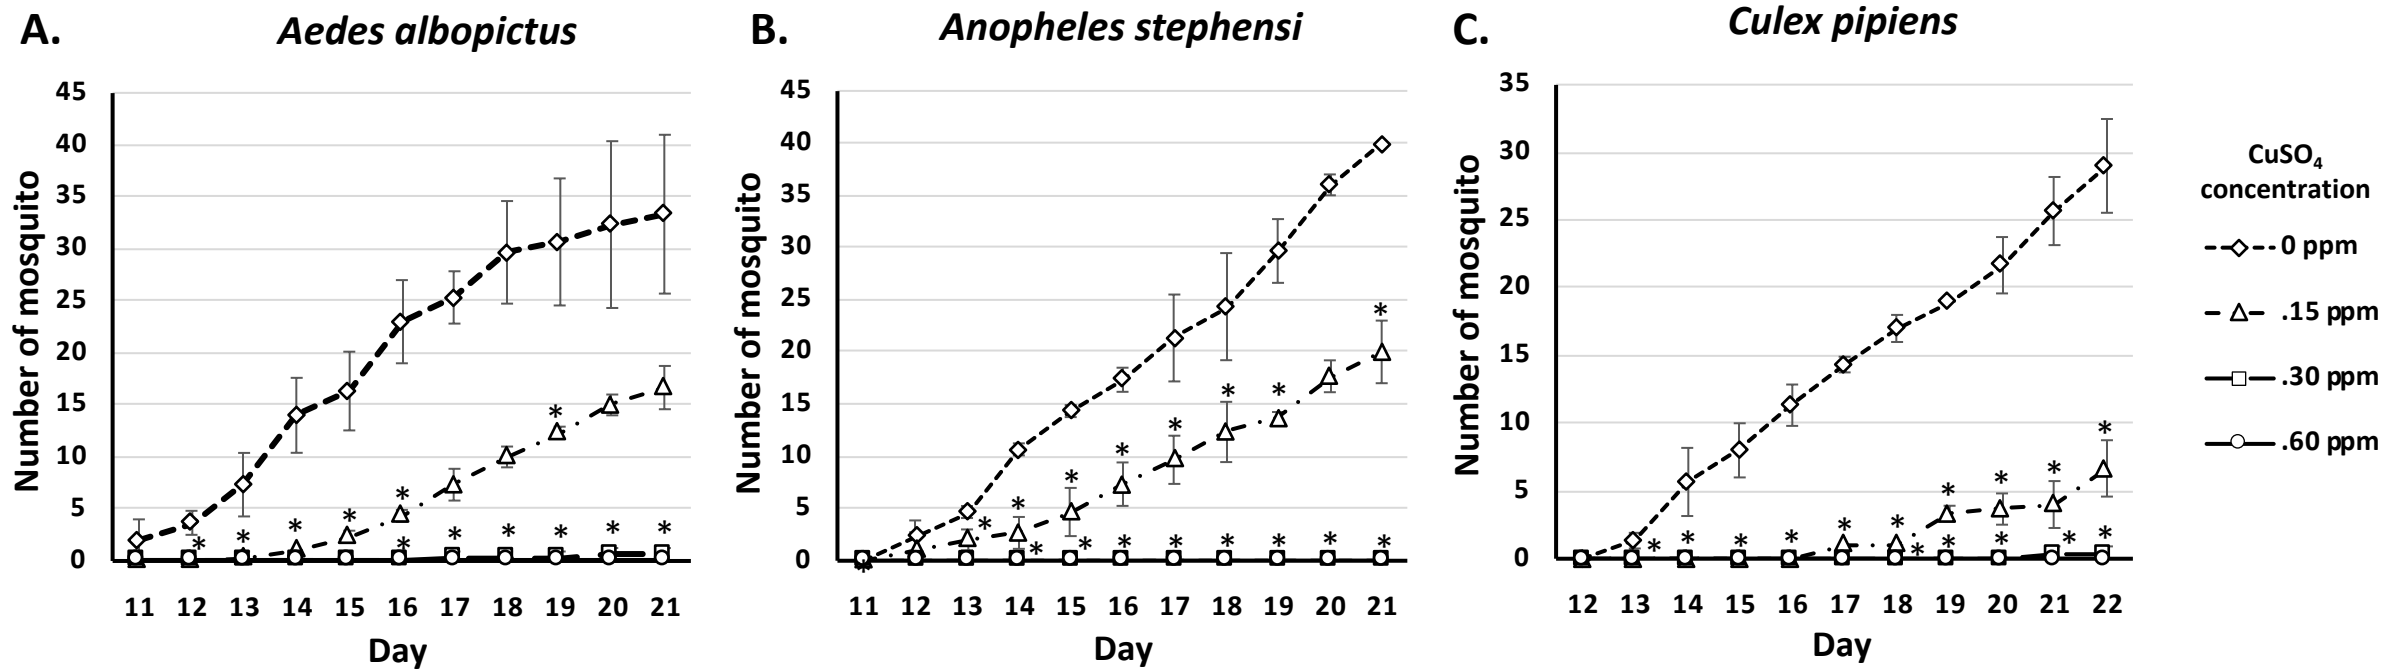 A.
Aedes albopictus
Number of mosquito
45
40
35
30
25
20
15
10
5
0
* * * * * * * * * * * *
11 12 13 14 15 16 17 18 19 20 21
Day
B.
Anopheles stephensi
Number of mosquito
45
40
35
30
25
20
15
10
5
0
* * * * * * * * * * * * * * * * *
11 12 13 14 15 16 17 18 19 20 21
Day
C.
Culex pipiens
Number of mosquito
35
30
25
20
15
10
5
0
* * * * * * * * * * * * * * *
12 13 14 15 16 17 18 19 20 21 22
Day
CuSO₄
concentration
0 ppm
.15 ppm
.30 ppm
.60 ppm